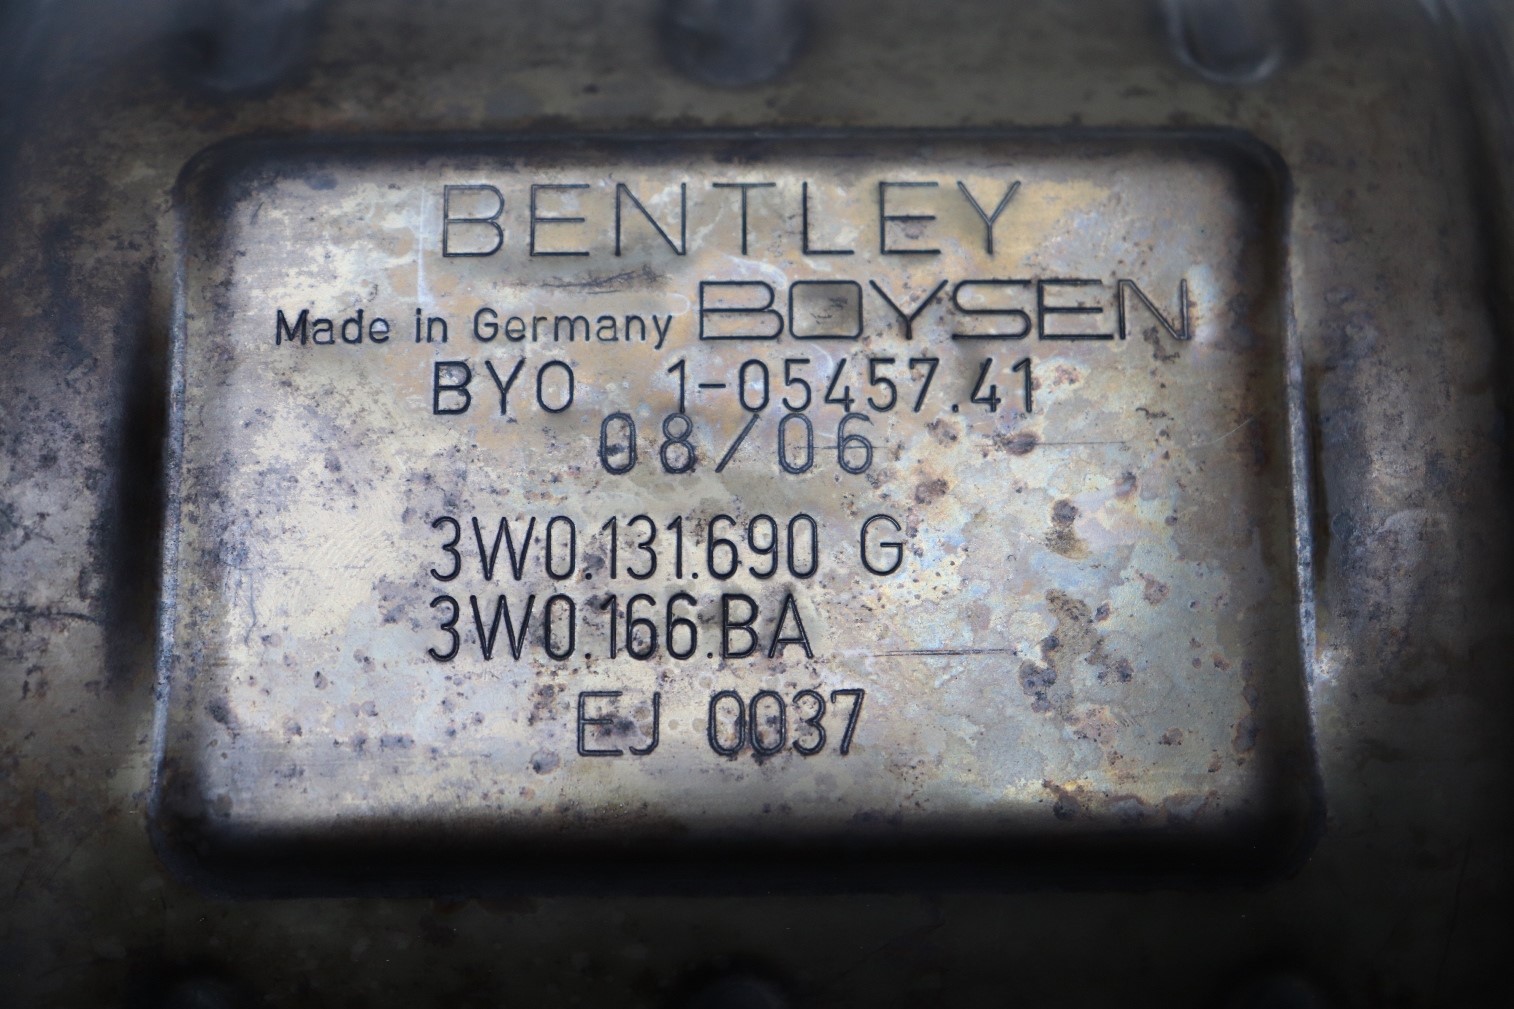 BENTLEY
Made in Germany BOYSEN
BYO 1-05457.41
08/06
3W0.131.690 G
3W0.166.BA
EJ 0037